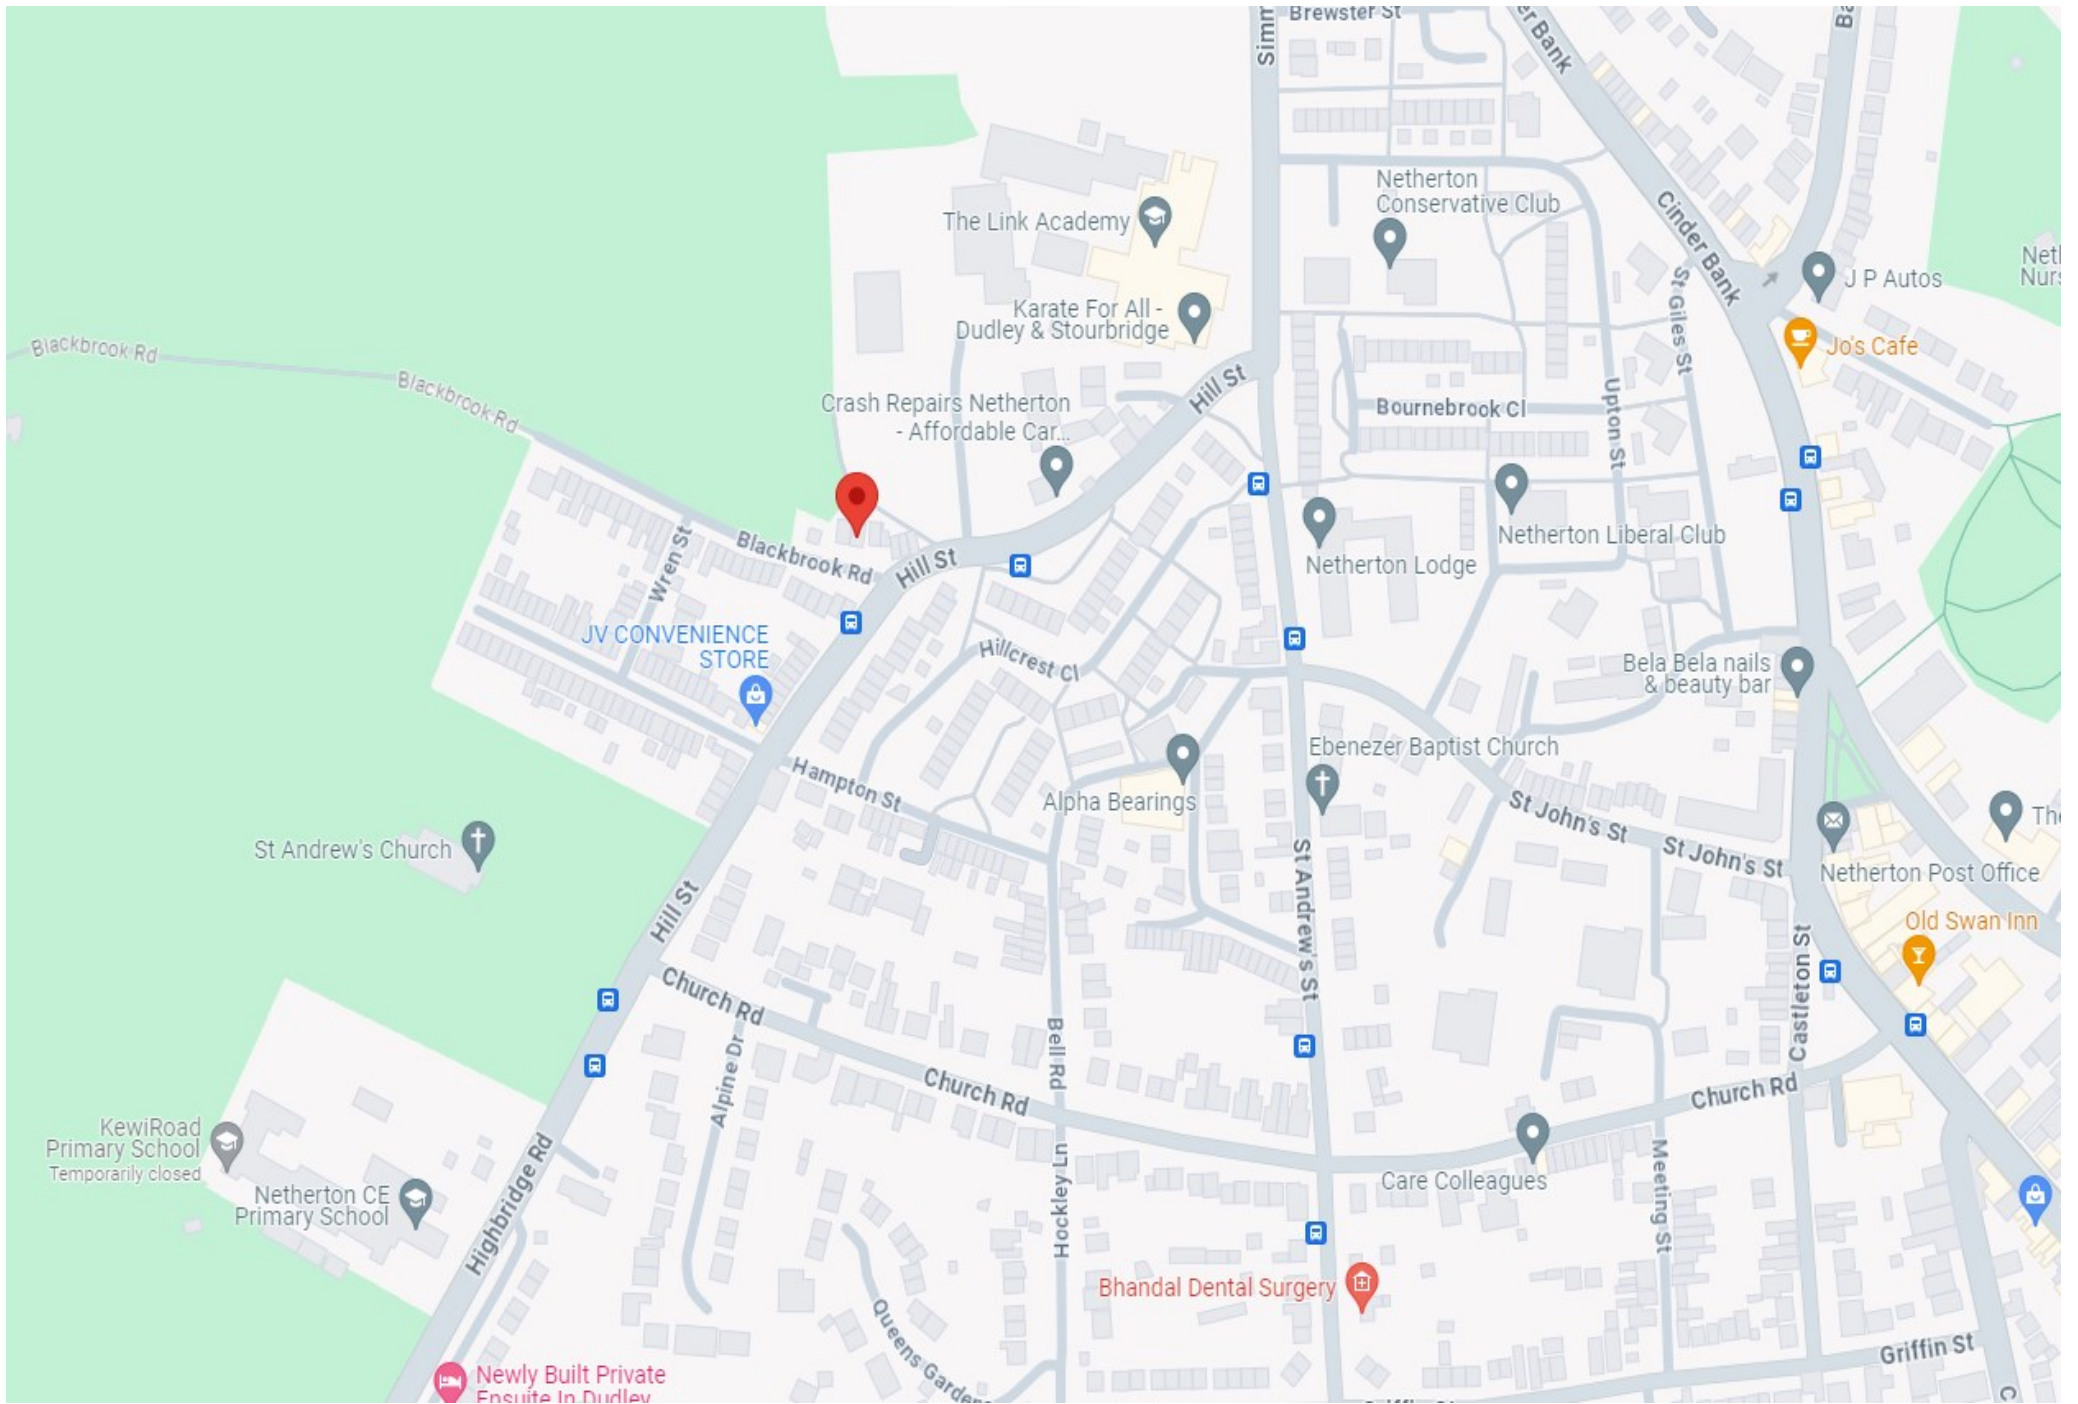 Brewster St
Simm
er Bank
Ba
Netherton
Conservative Club
The Link Academy
Cinder Bank
Karate For All -
Dudley & Stourbridge
St Giles St
J P Autos
Jo's Cafe
Blackbrook Rd
Blackbrook Rd
Hill St
Crash Repairs Netherton
- Affordable Car...
Bournebrook Cl
Upton St
Netherton Liberal Club
Netherton Lodge
Blackbrook Rd
Hill St
Wren St
JV CONVENIENCE
STORE
Hillcrest Cl
Bela Bela nails
& beauty bar
Ebenezer Baptist Church
Hampton St
Alpha Bearings
St John's St
St John's St
The
St Andrew's Church
Netherton Post Office
Hill St
St Andrew's St
Old Swan Inn
Castleton St
Church Rd
Bell Rd
Alpine Dr
Church Rd
Church Rd
KewiRoad
Primary School
Temporarily closed
Netherton CE
Primary School
Highbridge Rd
Hockley Ln
Care Colleagues
Meeting St
Bhandal Dental Surgery
Queens Gardens
Griffin St
Newly Built Private
Ensuite In Dudley
C